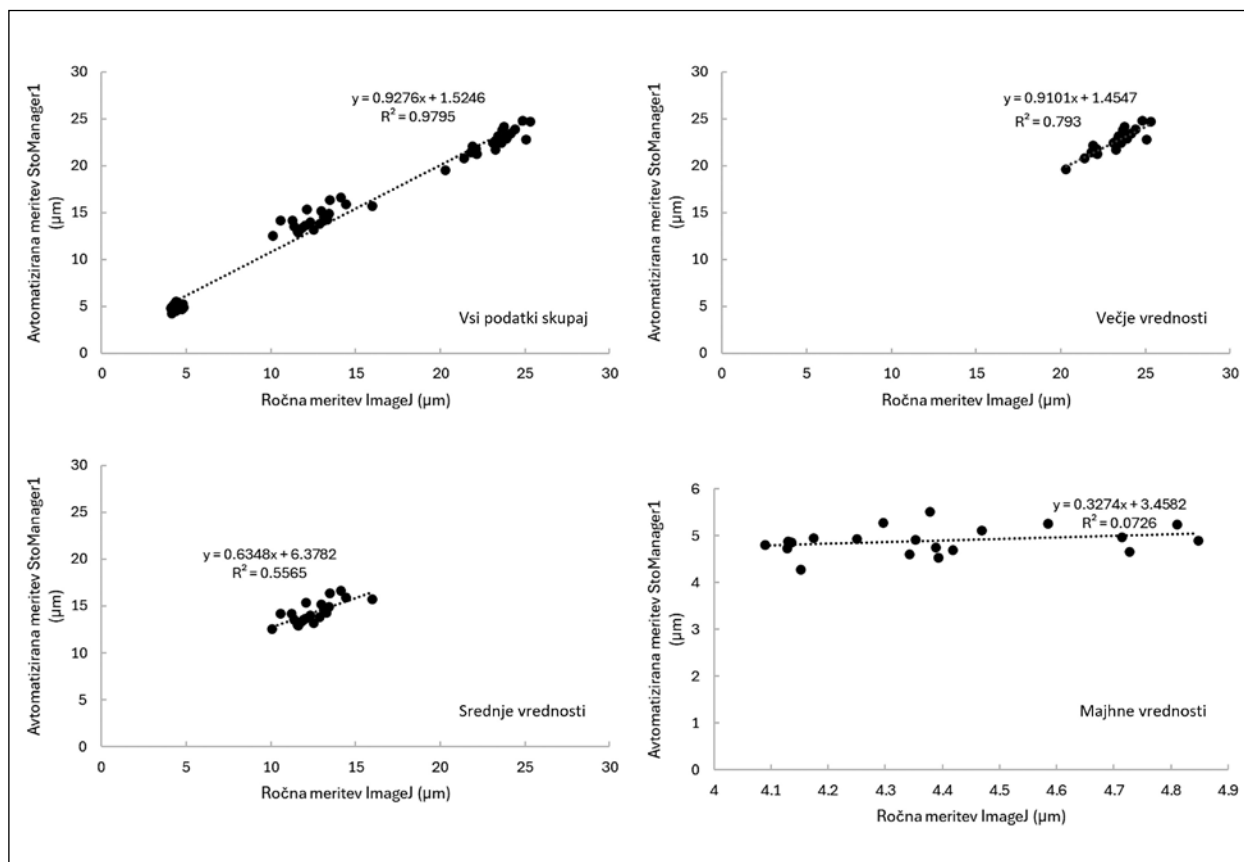 30
25
20
15
10
5
0
Avtomatizirana meritev StoManager1
(µm)
y = 0.9276x + 1.5246
R² = 0.9795
Vsi podatki skupaj
0 5 10 15 20 25 30
Ročna meritev ImageJ (µm)
30
25
20
15
10
5
0
Avtomatizirana meritev StoManager1
(µm)
y = 0.9101x + 1.4547
R² = 0.793
Večje vrednosti
0 5 10 15 20 25 30
Ročna meritev ImageJ (µm)
30
25
20
15
10
5
0
Avtomatizirana meritev StoManager1
(µm)
y = 0.6348x + 6.3782
R² = 0.5565
Srednje vrednosti
0 5 10 15 20 25 30
Ročna meritev ImageJ (µm)
6
5
4
3
2
1
0
Avtomatizirana meritev StoManager1
(µm)
y = 0.3274x + 3.4582
R² = 0.0726
Majhne vrednosti
4 4.1 4.2 4.3 4.4 4.5 4.6 4.7 4.8 4.9
Ročna meritev ImageJ (µm)